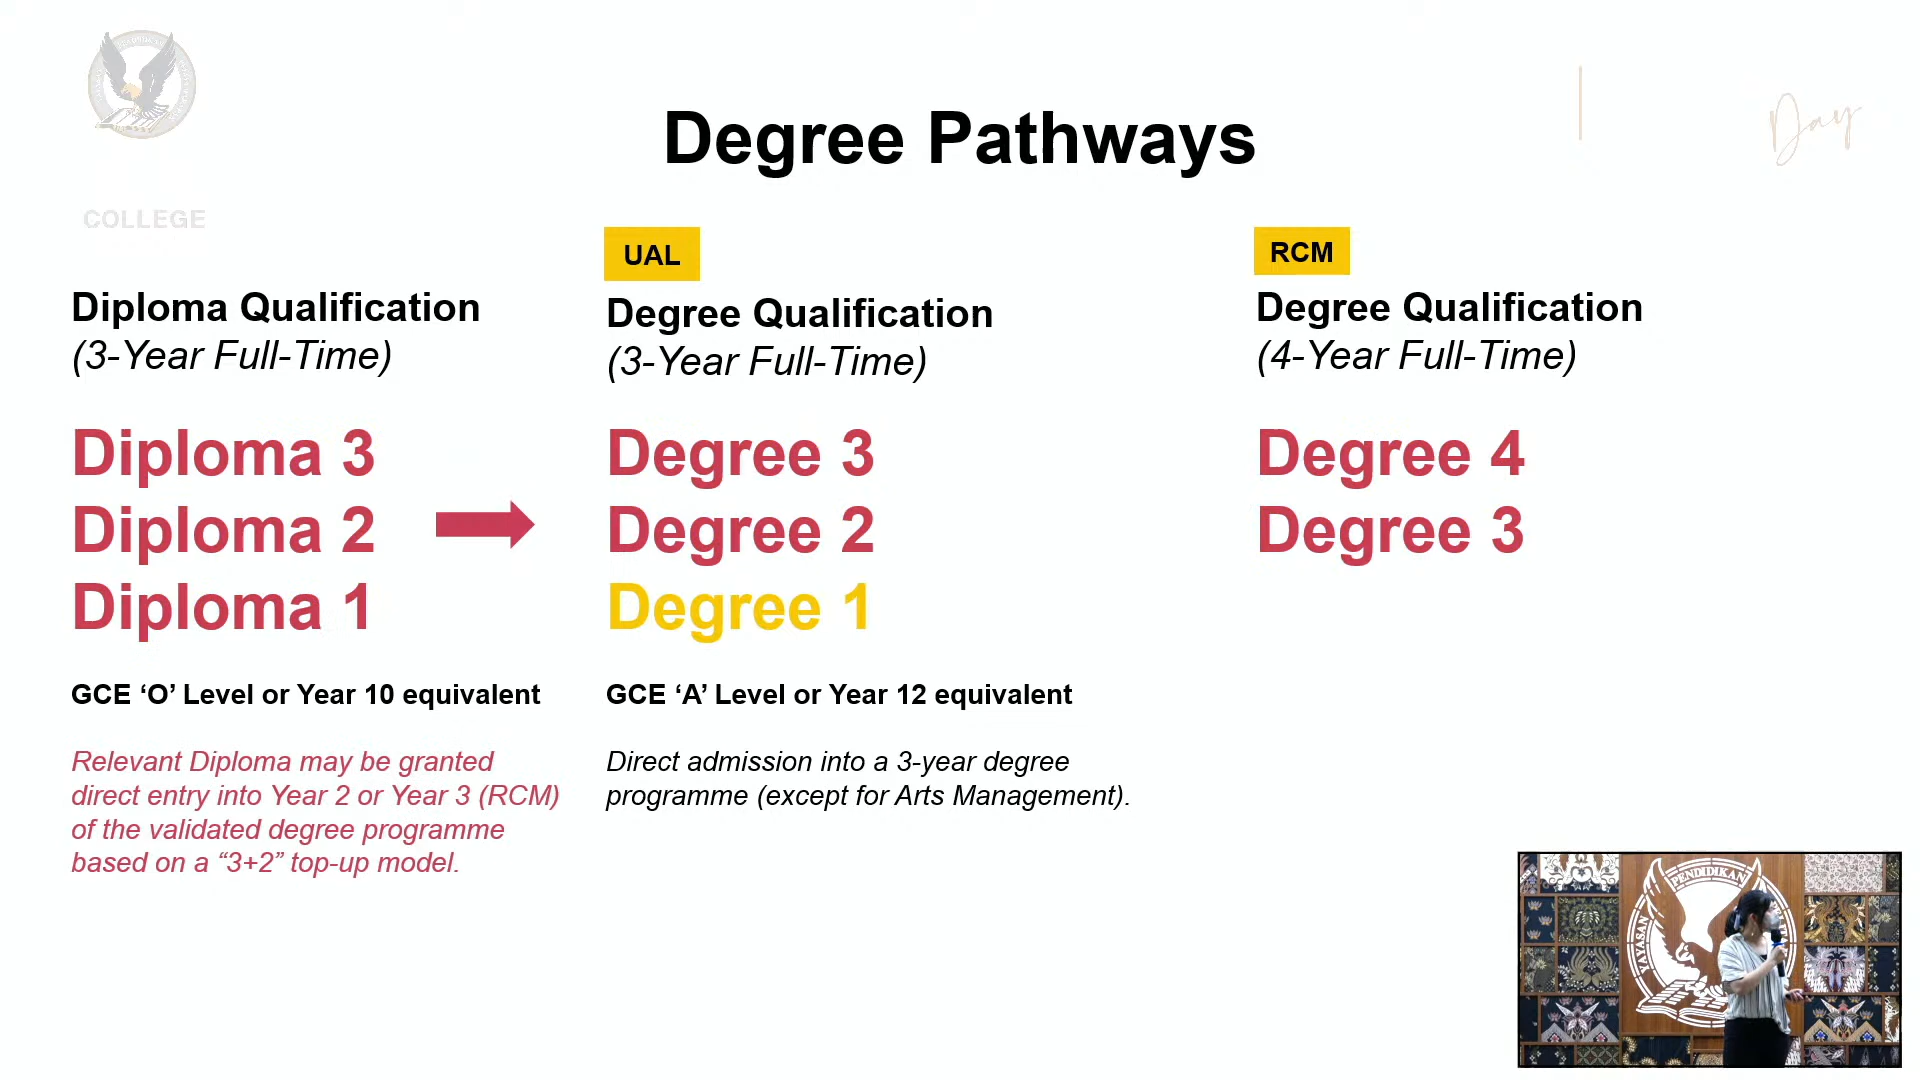 Degree Pathways
Day
COLLEGE
Diploma Qualification
(3-Year Full-Time)
Diploma 3
Diploma 2
Diploma 1
GCE ‘O’ Level or Year 10 equivalent
Relevant Diploma may be granted
direct entry into Year 2 or Year 3 (RCM)
of the validated degree programme
based on a “3+2” top-up model.
UAL
Degree Qualification
(3-Year Full-Time)
Degree 3
Degree 2
Degree 1
GCE ‘A’ Level or Year 12 equivalent
Direct admission into a 3-year degree
programme (except for Arts Management).
RCM
Degree Qualification
(4-Year Full-Time)
Degree 4
Degree 3
YAYASAN PENDIDIKAN